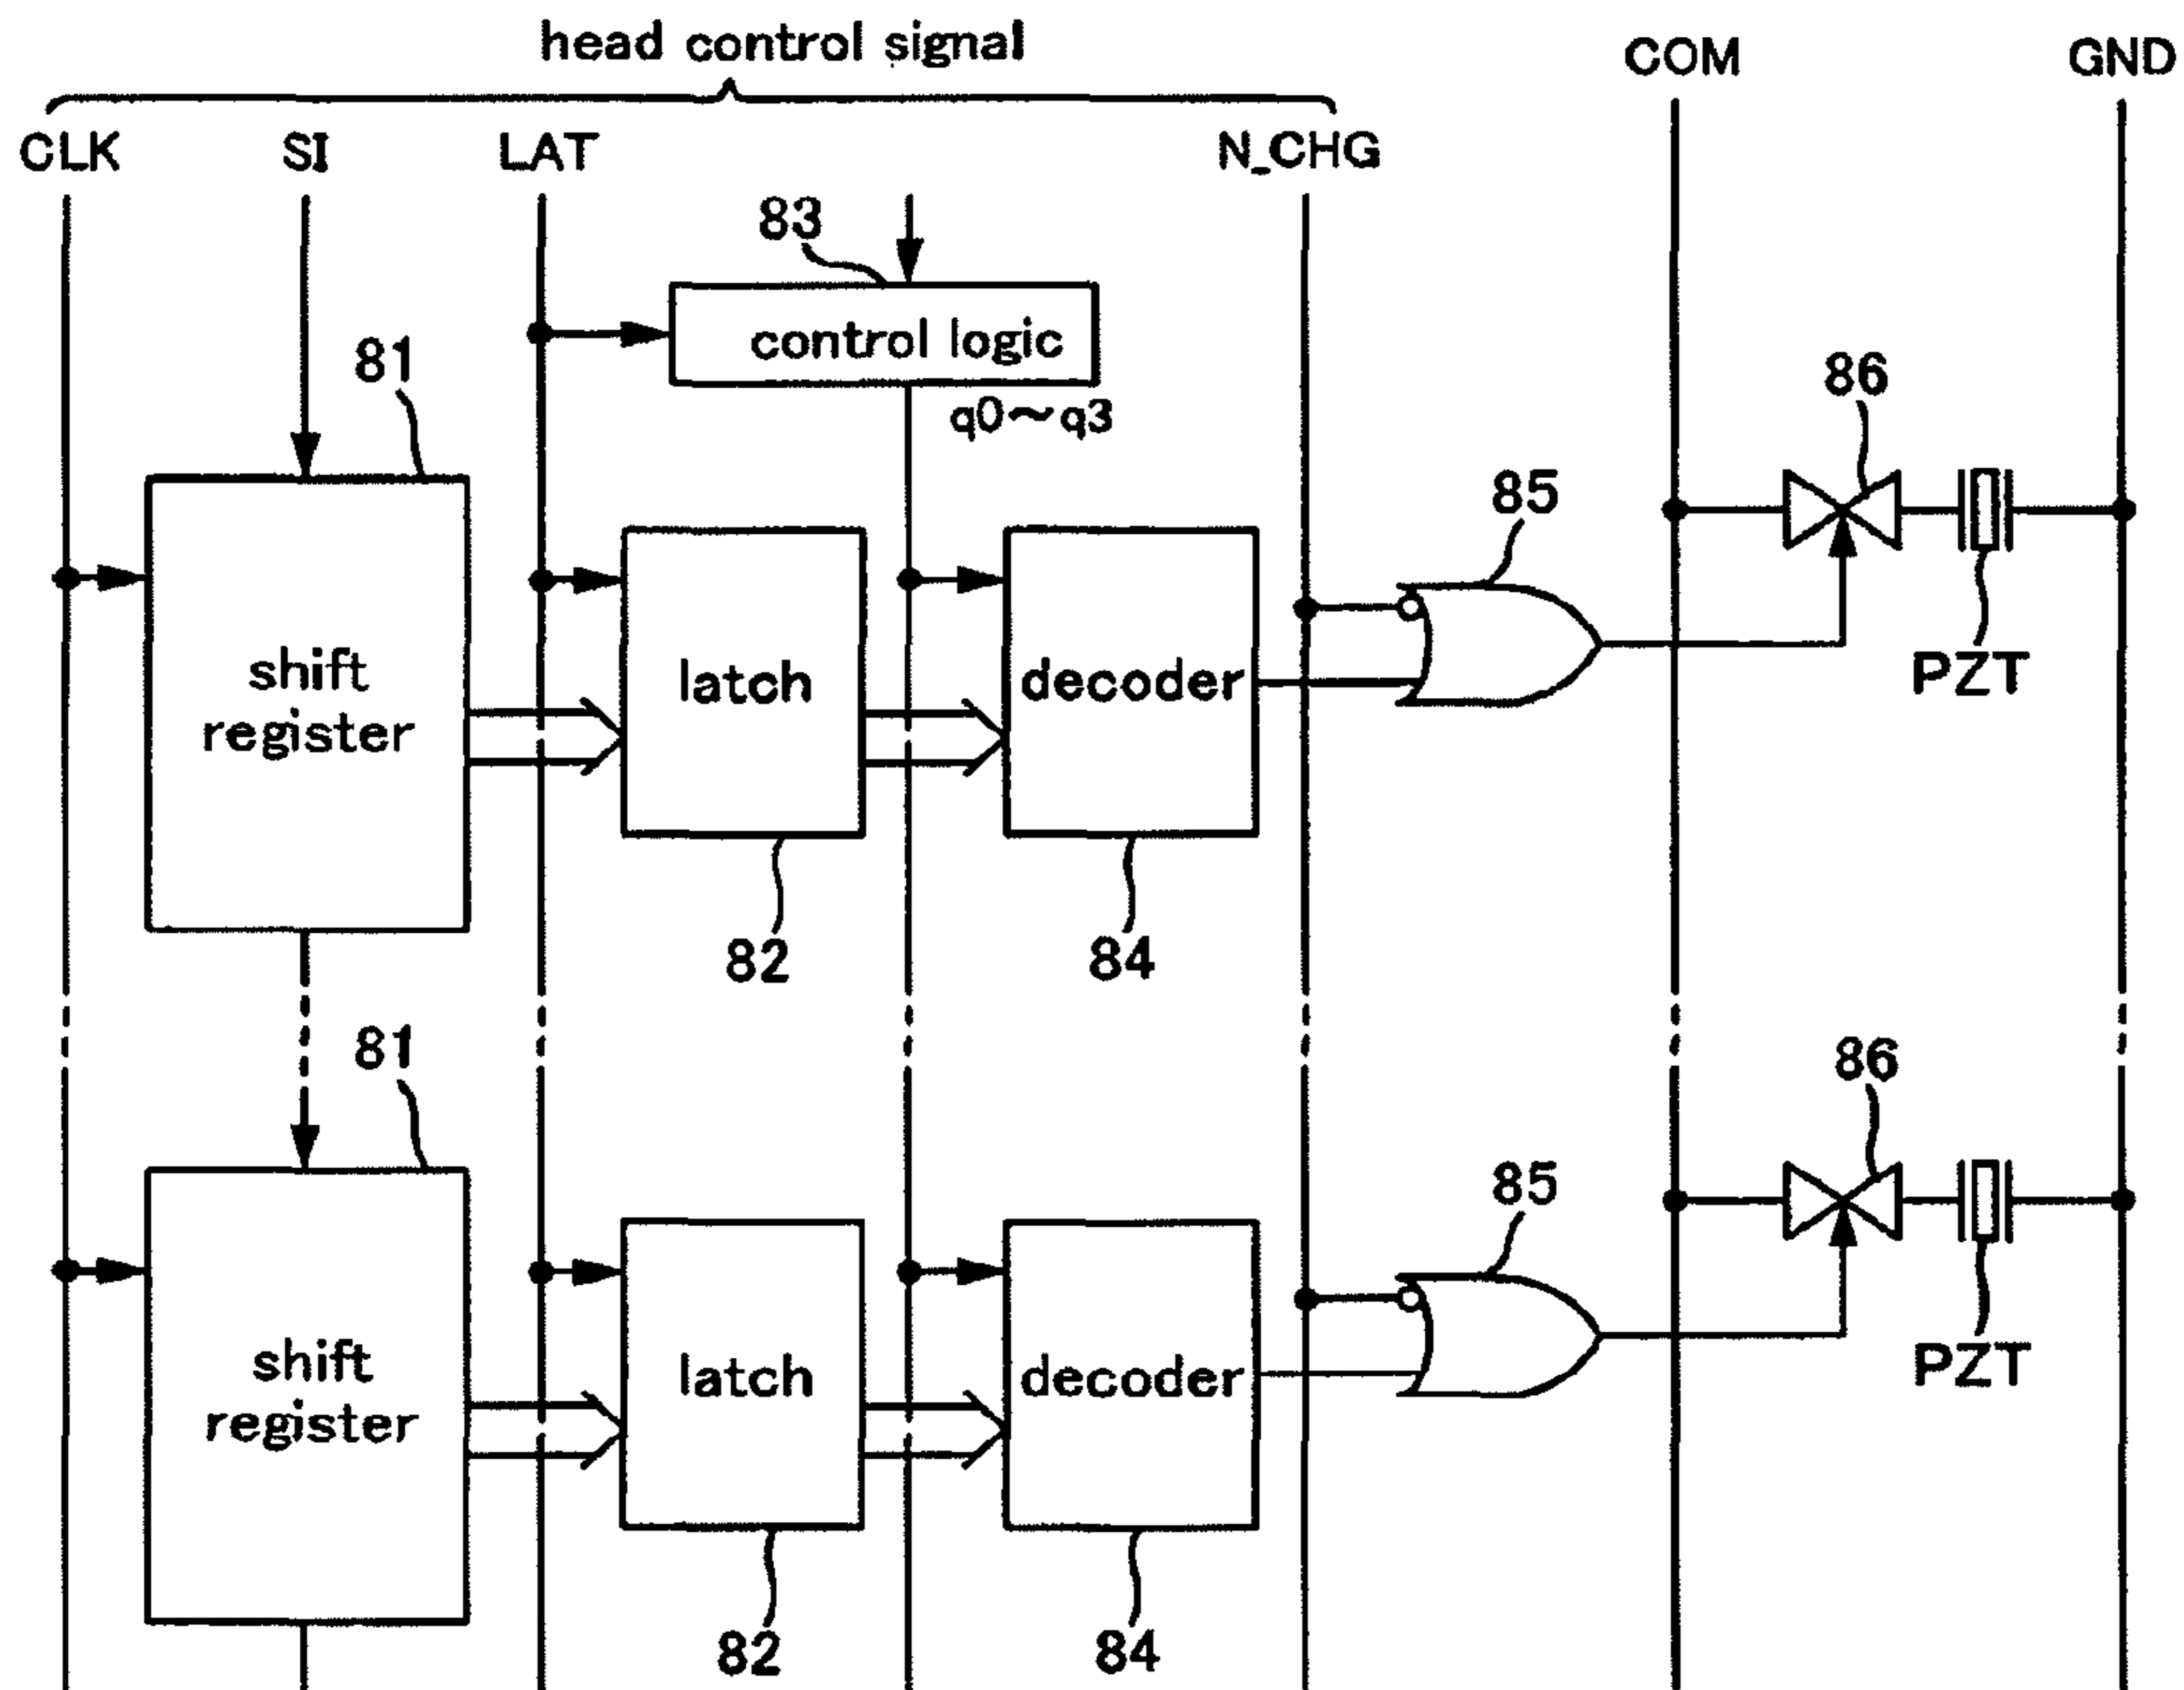 head control signal
COM
GND
CLK
SI
LAT
N_CHG
83
control logic
81
86
q0~q3
85
shift
register
latch
decoder
PZT
82
84
81
86
85
shift
register
latch
decoder
PZT
82
84